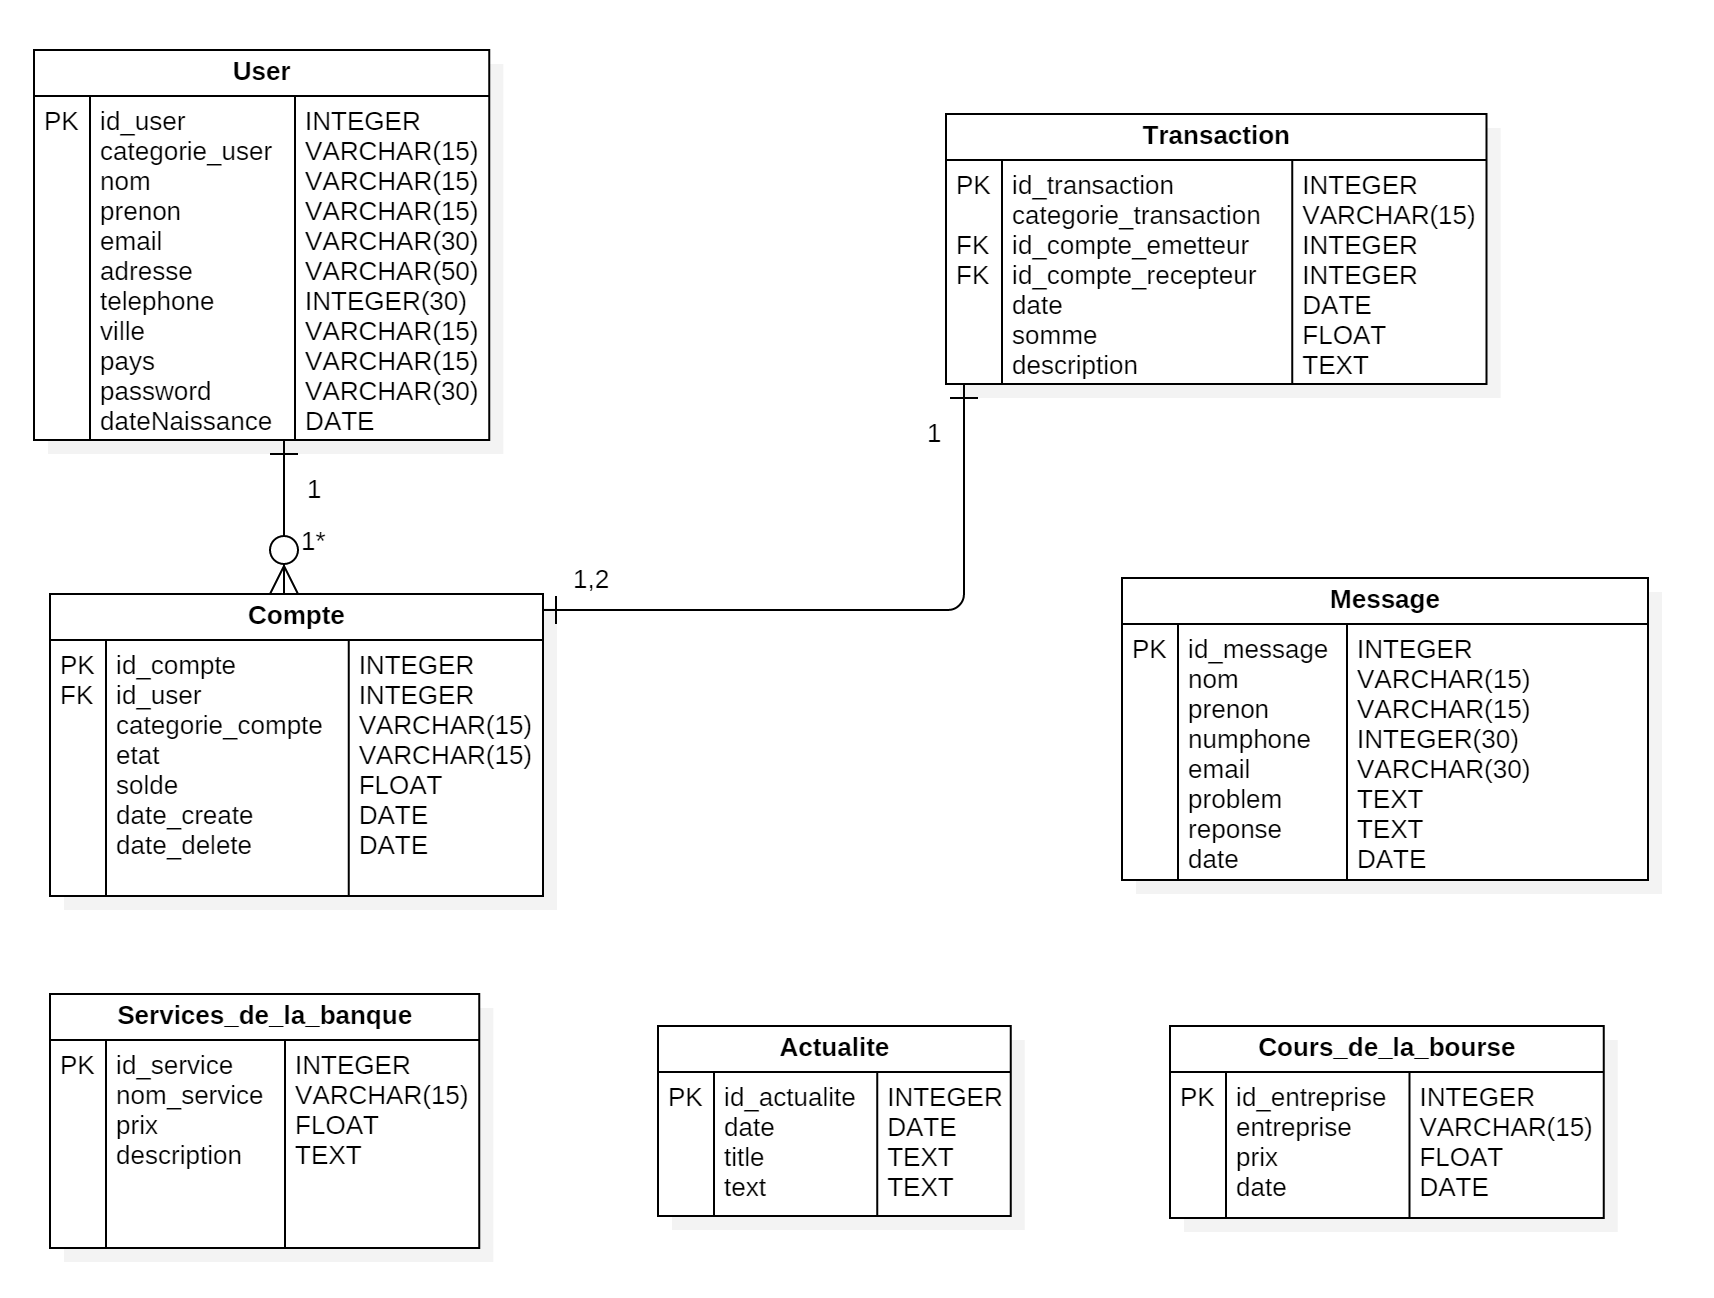 User
PK id_user INTEGER
categorie_user VARCHAR(15)
nom VARCHAR(15)
prenon VARCHAR(15)
email VARCHAR(30)
adresse VARCHAR(50)
telephone INTEGER(30)
ville VARCHAR(15)
pays VARCHAR(15)
password VARCHAR(30)
dateNaissance DATE
Transaction
PK id_transaction INTEGER
categorie_transaction VARCHAR(15)
FK id_compte_emetteur INTEGER
FK id_compte_recepteur INTEGER
date DATE
somme FLOAT
description TEXT
1
1
1*
1,2
Compte
PK id_compte INTEGER
FK id_user INTEGER
categorie_compte VARCHAR(15)
etat VARCHAR(15)
solde FLOAT
date_create DATE
date_delete DATE
Message
PK id_message INTEGER
nom VARCHAR(15)
prenon VARCHAR(15)
numphone INTEGER(30)
email VARCHAR(30)
problem TEXT
reponse TEXT
date DATE
Services_de_la_banque
PK id_service INTEGER
nom_service VARCHAR(15)
prix FLOAT
description TEXT
Actualite
PK id_actualite INTEGER
date DATE
title TEXT
text TEXT
Cours_de_la_bourse
PK id_entreprise INTEGER
entreprise VARCHAR(15)
prix FLOAT
date DATE